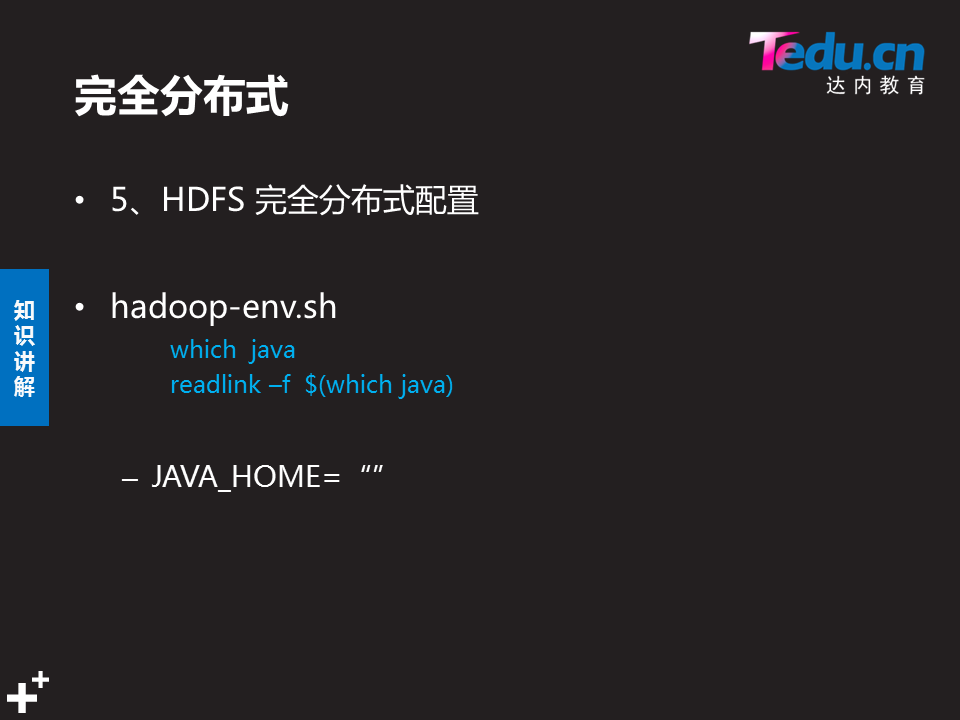 Tedu.cn
达内教育
完全分布式
• 5、HDFS 完全分布式配置
知识讲解
• hadoop-env.sh
which java
readlink –f $(which java)
– JAVA_HOME= “”